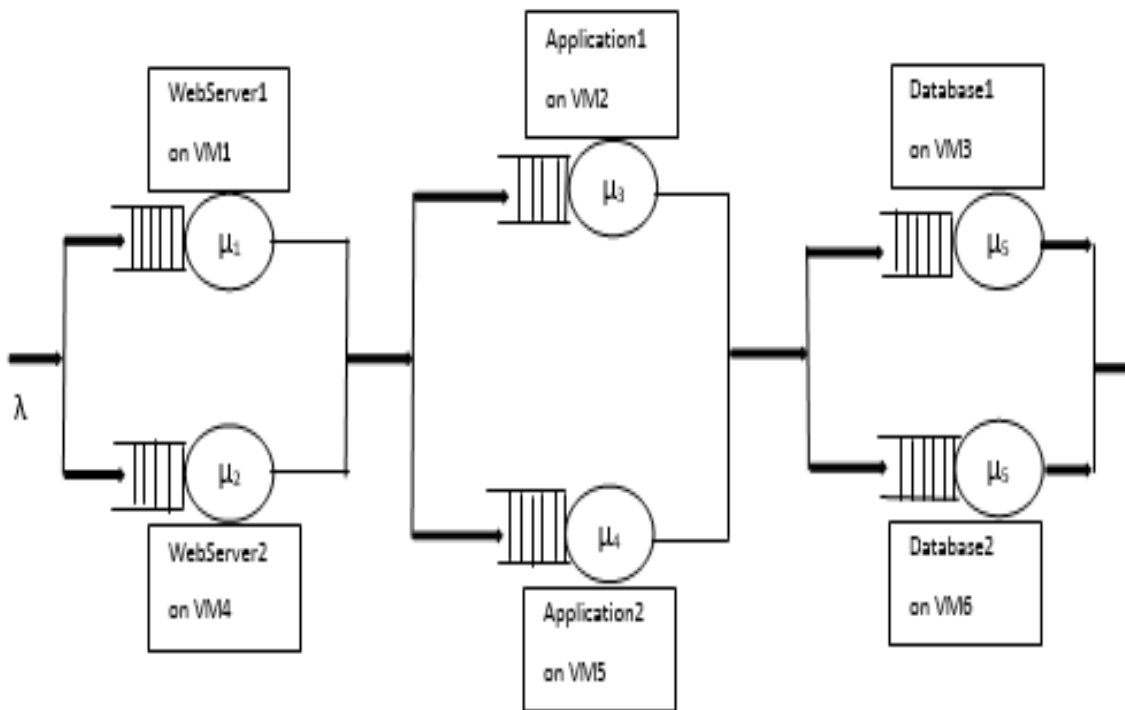 Application1
on VM2
WebServer1
on VM1
Database1
on VM3
μ1
μ3
μ5
λ
μ2
μ4
μ5
WebServer2
on VM4
Application2
on VM5
Database2
on VM6